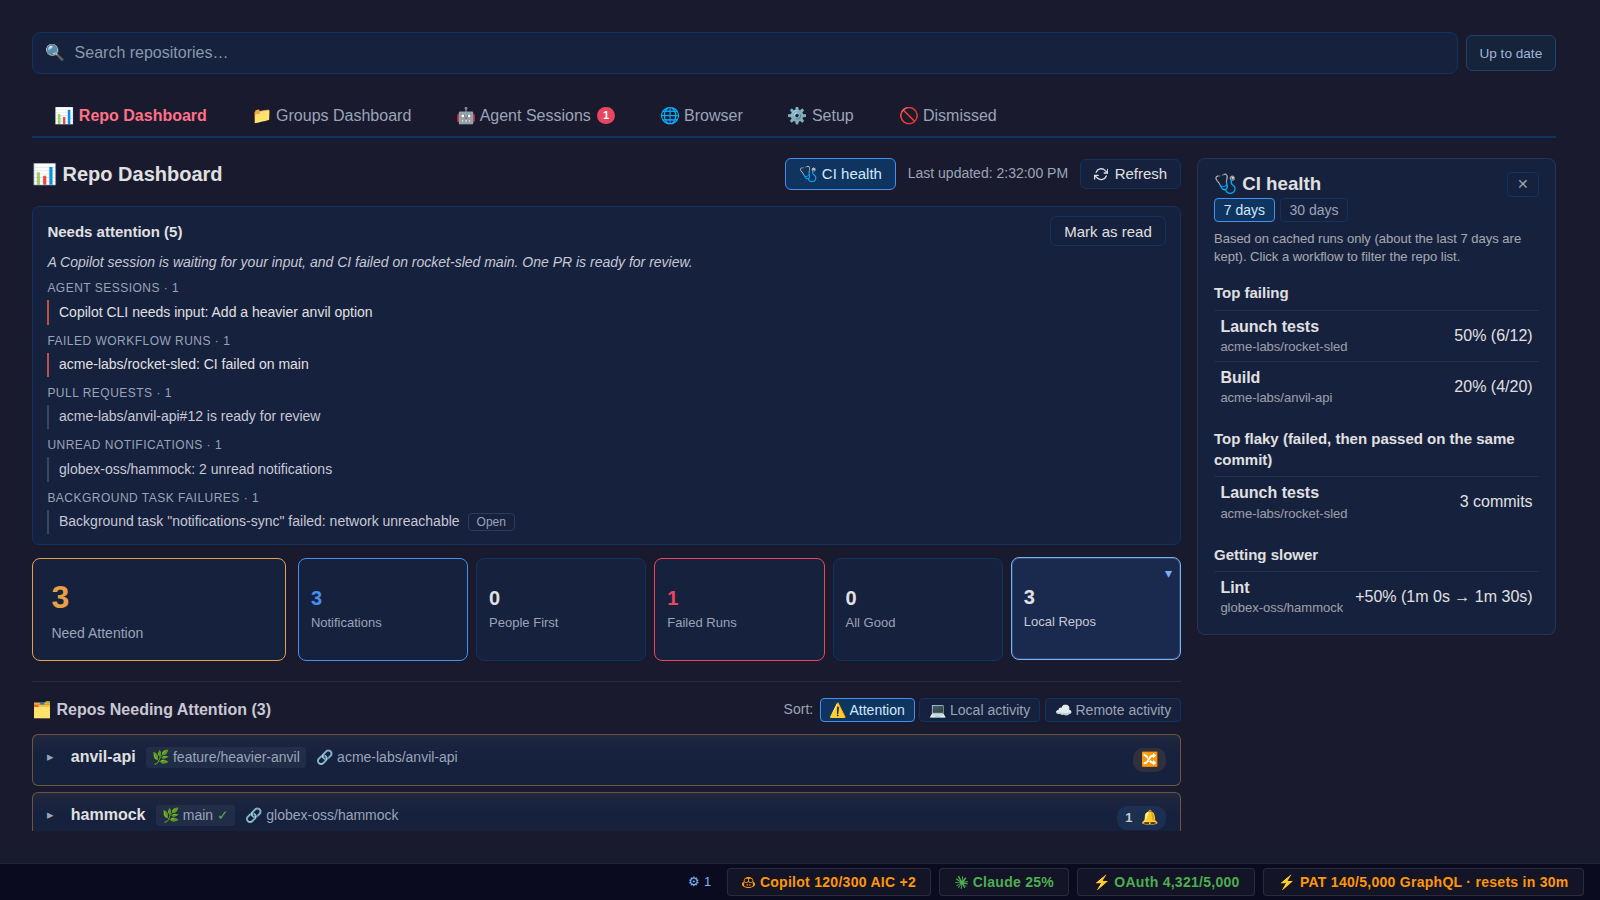 Search repositories…
Up to date
Repo Dashboard
Groups Dashboard
Agent Sessions 1
Browser
Setup
Dismissed
Repo Dashboard
CI health
Last updated: 2:32:00 PM
Refresh
Needs attention (5)
Mark as read
A Copilot session is waiting for your input, and CI failed on rocket-sled main. One PR is ready for review.
AGENT SESSIONS · 1
Copilot CLI needs input: Add a heavier anvil option
FAILED WORKFLOW RUNS · 1
acme-labs/rocket-sled: CI failed on main
PULL REQUESTS · 1
acme-labs/anvil-api#12 is ready for review
UNREAD NOTIFICATIONS · 1
globex-oss/hammock: 2 unread notifications
BACKGROUND TASK FAILURES · 1
Background task "notifications-sync" failed: network unreachable Open
3
Need Attention
3
Notifications
0
People First
1
Failed Runs
0
All Good
3
Local Repos
Repos Needing Attention (3)
Sort: Attention Local activity Remote activity
anvil-api feature/heavier-anvil acme-labs/anvil-api
hammock main ✓ globex-oss/hammock 1
CI health
7 days 30 days
Based on cached runs only (about the last 7 days are
kept). Click a workflow to filter the repo list.
Top failing
Launch tests
acme-labs/rocket-sled
50% (6/12)
Build
acme-labs/anvil-api
20% (4/20)
Top flaky (failed, then passed on the same
commit)
Launch tests
acme-labs/rocket-sled
3 commits
Getting slower
Lint
globex-oss/hammock
+50% (1m 0s → 1m 30s)
1
Copilot 120/300 AIC +2
Claude 25%
OAuth 4,321/5,000
PAT 140/5,000 GraphQL · resets in 30m